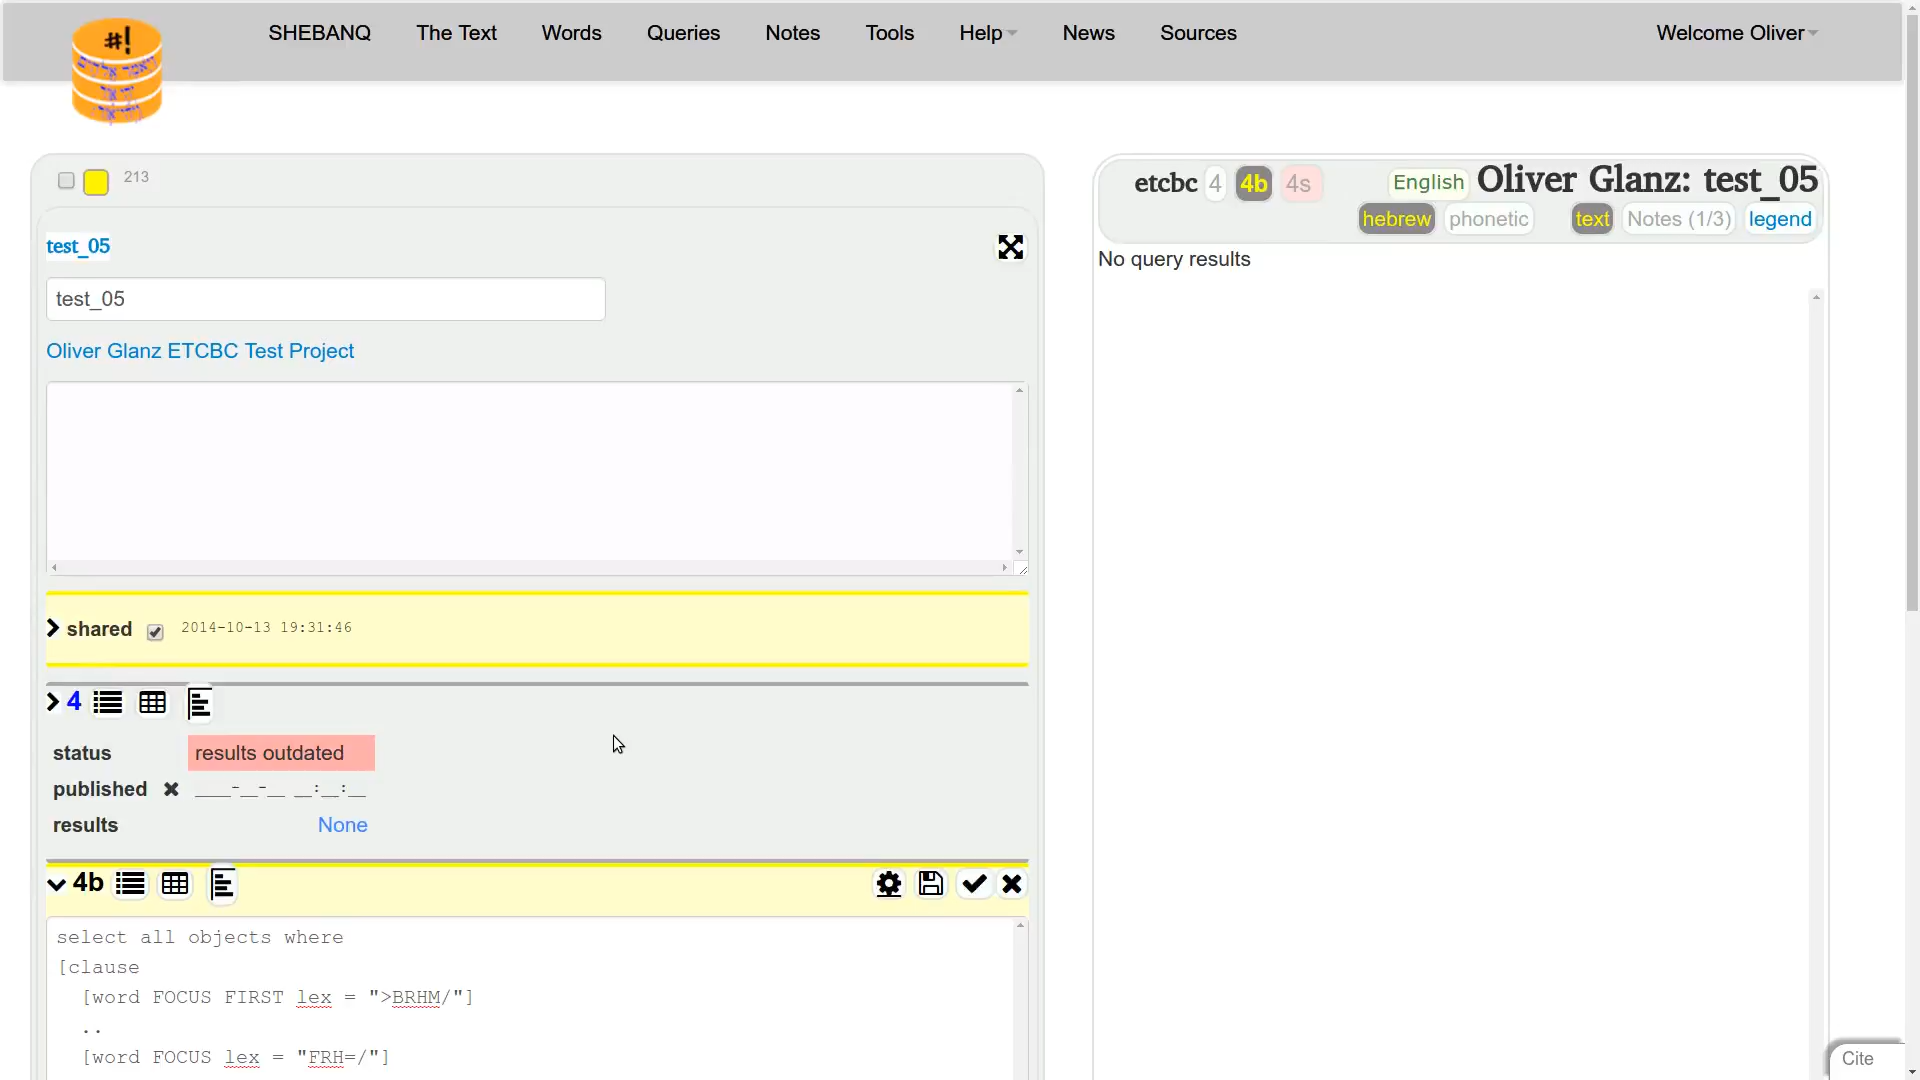 #!
SHEBANQ The Text Words Queries Notes Tools Help News Sources Welcome Oliver
213
test_05
test_05
Oliver Glanz ETCBC Test Project
shared 2014-10-13 19:31:46
4
status results outdated
published ____-__-__ __:__:__
results None
4b
select all objects where
[clause
[word FOCUS FIRST lex = ">BRHM/"]
..
[word FOCUS lex = "FRH=/"]
etcbc 4 4b 4s English Oliver Glanz: test_05
hebrew phonetic text Notes (1/3) legend
No query results
Cite